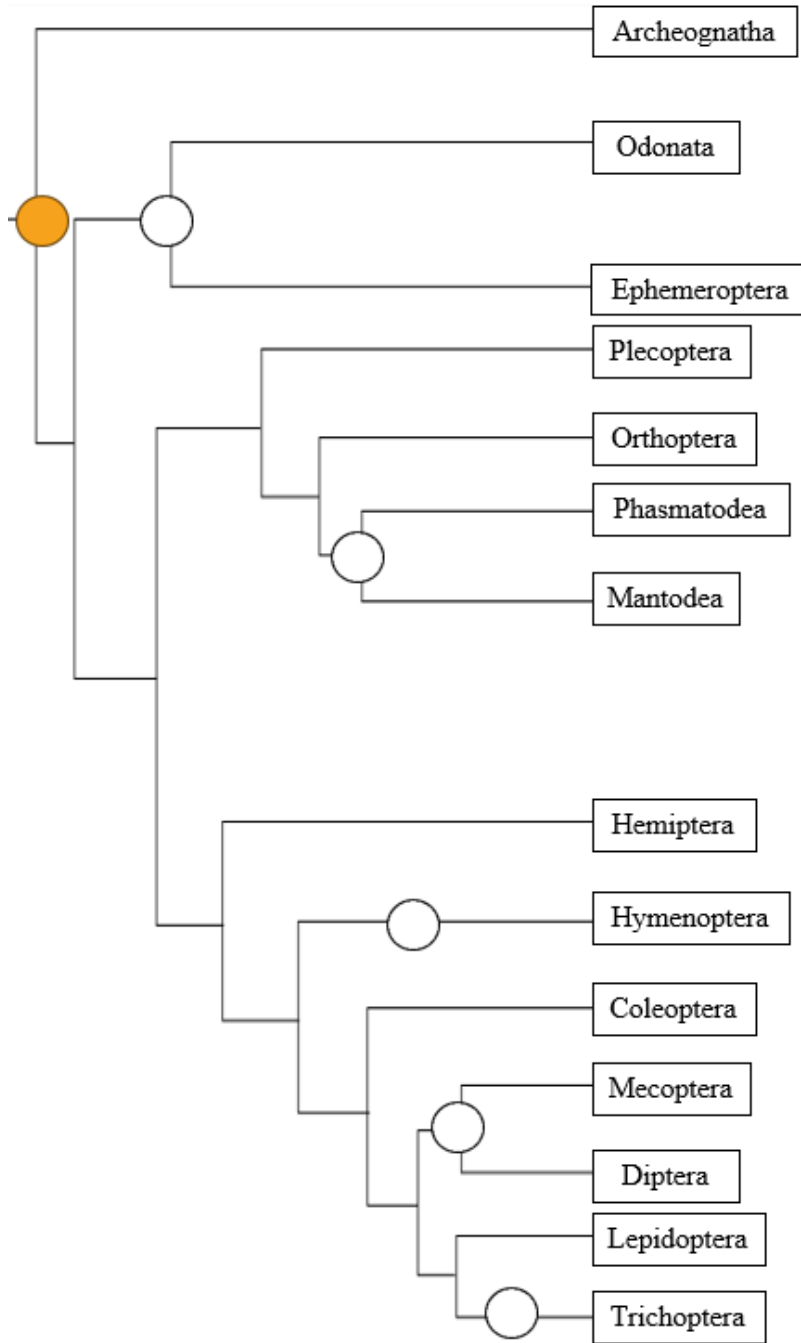 Archeognatha
Odonata
Ephemeroptera
Plecoptera
Orthoptera
Phasmatodea
Mantodea
Hemiptera
Hymenoptera
Coleoptera
Mecoptera
Diptera
Lepidoptera
Trichoptera